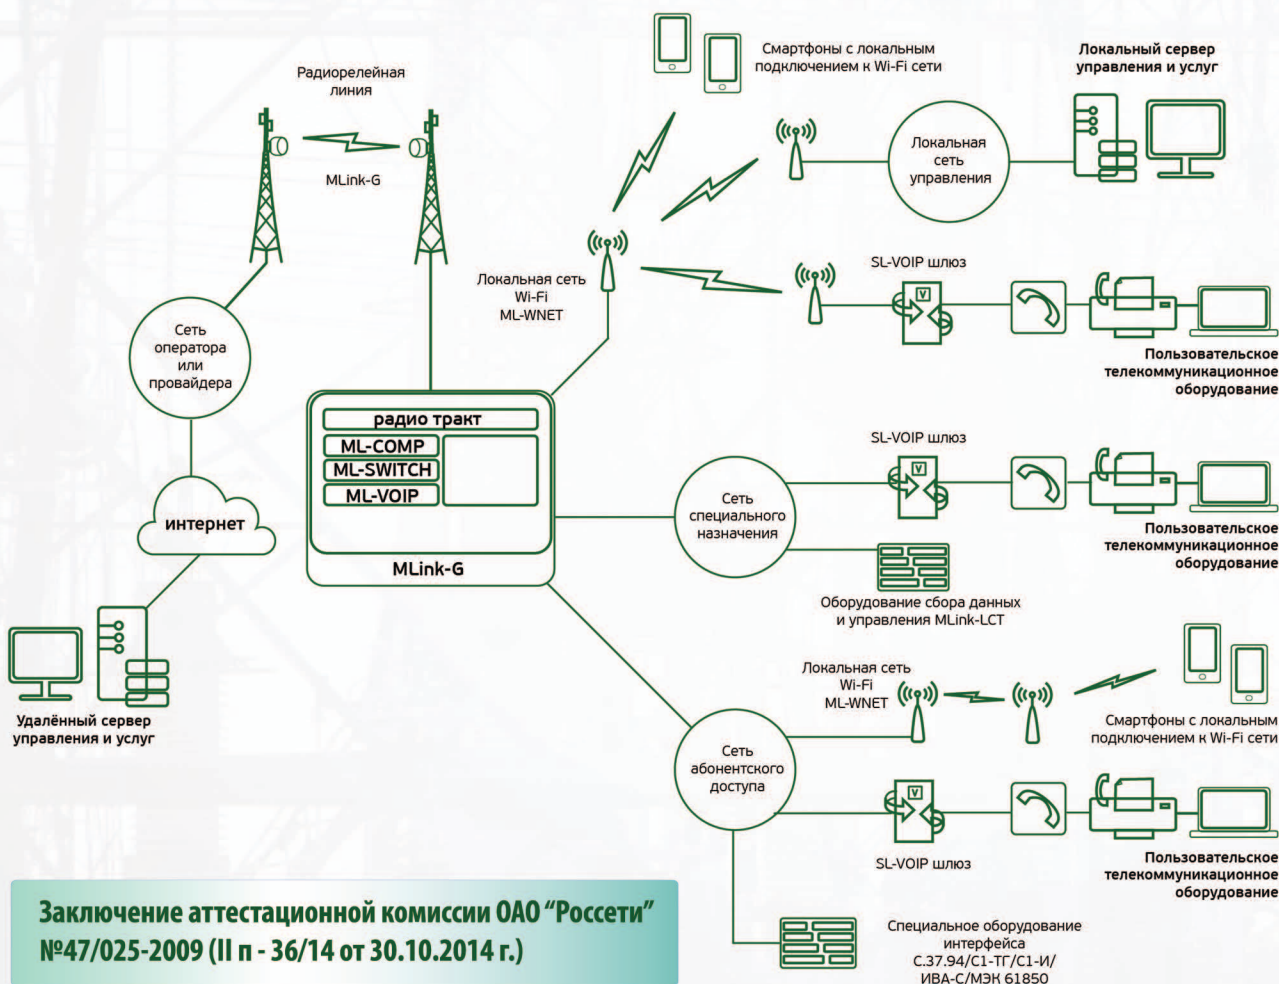 Смартфоны с локальным
подключением к Wi-Fi сети
Локальный сервер
управления и услуг
Радиорелейная
линия
MLink-G
Локальная
сеть
управления
Локальная сеть
Wi-Fi
ML-WNET
SL-VOIP шлюз
V
Пользовательское
телекоммуникационное
оборудование
Сеть
оператора
или
провайдера
радио тракт
ML-COMP
ML-SWITCH
ML-VOIP
MLink-G
SL-VOIP шлюз
V
Сеть
специального
назначения
Пользовательское
телекоммуникационное
оборудование
интернет
Оборудование сбора данных
и управления MLink-LCT
Удалённый сервер
управления и услуг
Локальная сеть
Wi-Fi
ML-WNET
Смартфоны с локальным
подключением к Wi-Fi сети
Сеть
абонентского
доступа
V
SL-VOIP шлюз
Пользовательское
телекоммуникационное
оборудование
Заключение аттестационной комиссии ОАО “Россети”
№47/025-2009 (II п - 36/14 от 30.10.2014 г.)
Специальное оборудование
интерфейса
С.37.94/С1-ТГ/С1-И/
ИВА-С/МЭК 61850